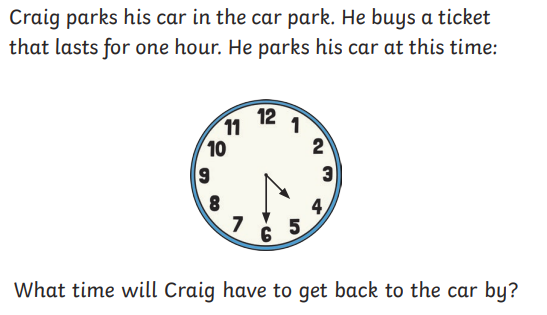 Craig parks his car in the car park. He buys a ticket
that lasts for one hour. He parks his car at this time:
12
11 1
10 2
9 3
8 4
7 5
6
What time will Craig have to get back to the car by?